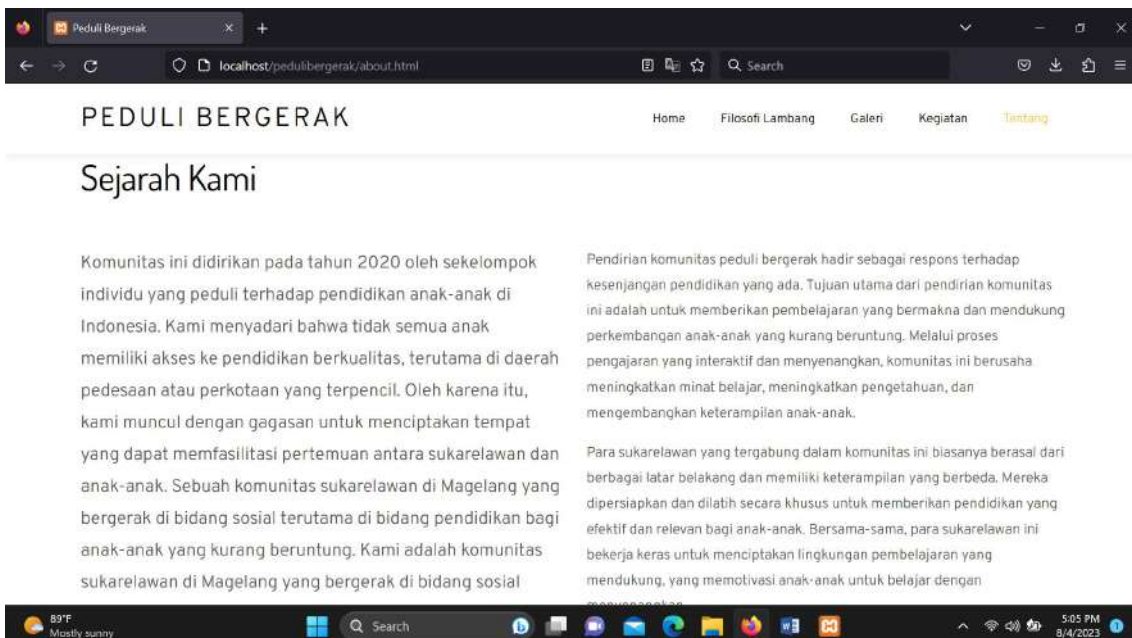 Peduli Bergerak
localhost/pedulibergerak/about.html
Search
PEDULI BERGERAK
Home Filosofi Lambang Galeri Kegiatan Tentang
Sejarah Kami
Komunitas ini didirikan pada tahun 2020 oleh sekelompok
individu yang peduli terhadap pendidikan anak-anak di
Indonesia. Kami menyadari bahwa tidak semua anak
memiliki akses ke pendidikan berkualitas, terutama di daerah
pedesaan atau perkotaan yang terpencil. Oleh karena itu,
kami muncul dengan gagasan untuk menciptakan tempat
yang dapat memfasilitasi pertemuan antara sukarelawan dan
anak-anak. Sebuah komunitas sukarelawan di Magelang yang
bergerak di bidang sosial terutama di bidang pendidikan bagi
anak-anak yang kurang beruntung. Kami adalah komunitas
sukarelawan di Magelang yang bergerak di bidang sosial
Pendirian komunitas peduli bergerak hadir sebagai respons terhadap
kesenjangan pendidikan yang ada. Tujuan utama dari pendirian komunitas
ini adalah untuk memberikan pembelajaran yang bermakna dan mendukung
perkembangan anak-anak yang kurang beruntung. Melalui proses
pengajaran yang interaktif dan menyenangkan, komunitas ini berusaha
meningkatkan minat belajar, meningkatkan pengetahuan, dan
mengembangkan keterampilan anak-anak.
Para sukarelawan yang tergabung dalam komunitas ini biasanya berasal dari
berbagai latar belakang dan memiliki keterampilan yang berbeda. Mereka
dipersiapkan dan dilatih secara khusus untuk memberikan pendidikan yang
efektif dan relevan bagi anak-anak. Bersama-sama, para sukarelawan ini
bekerja keras untuk menciptakan lingkungan pembelajaran yang
mendukung, yang memotivasi anak-anak untuk belajar dengan
89°F
Mostly sunny
Search
5:05 PM
8/4/2023